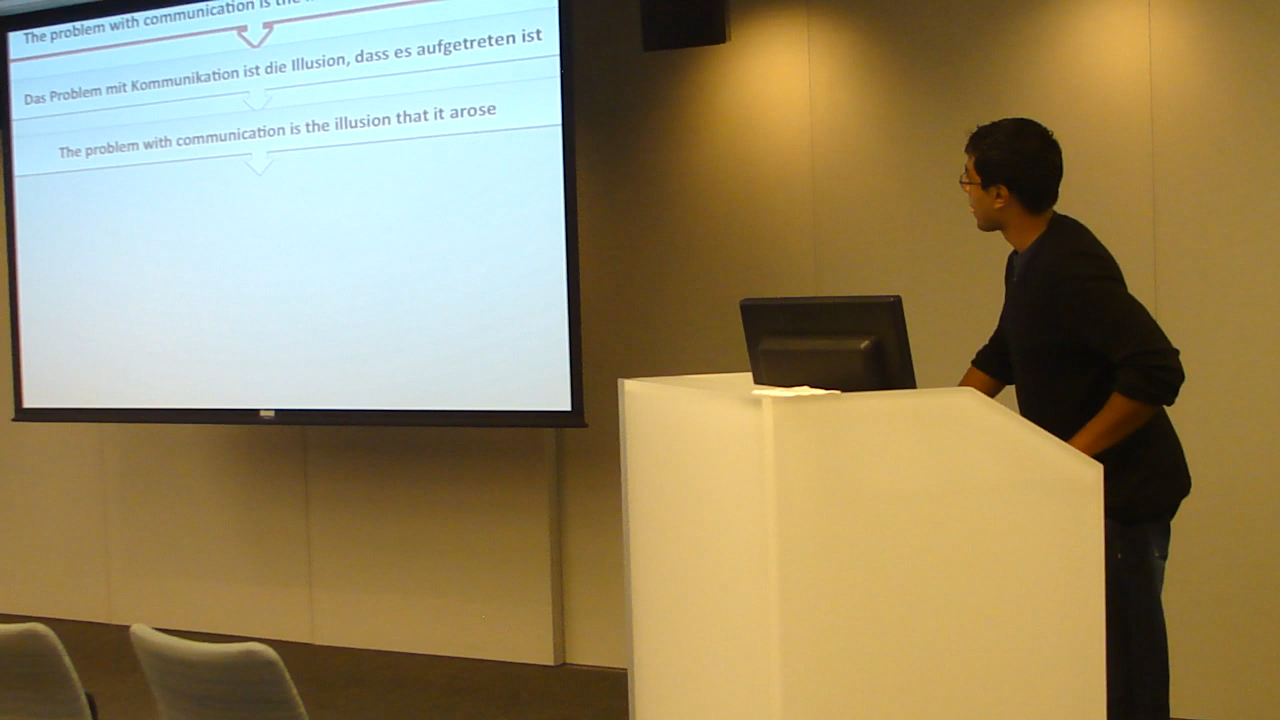 The problem with communication is the
Das Problem mit Kommunikation ist die Illusion, dass es aufgetreten ist
The problem with communication is the illusion that it arose